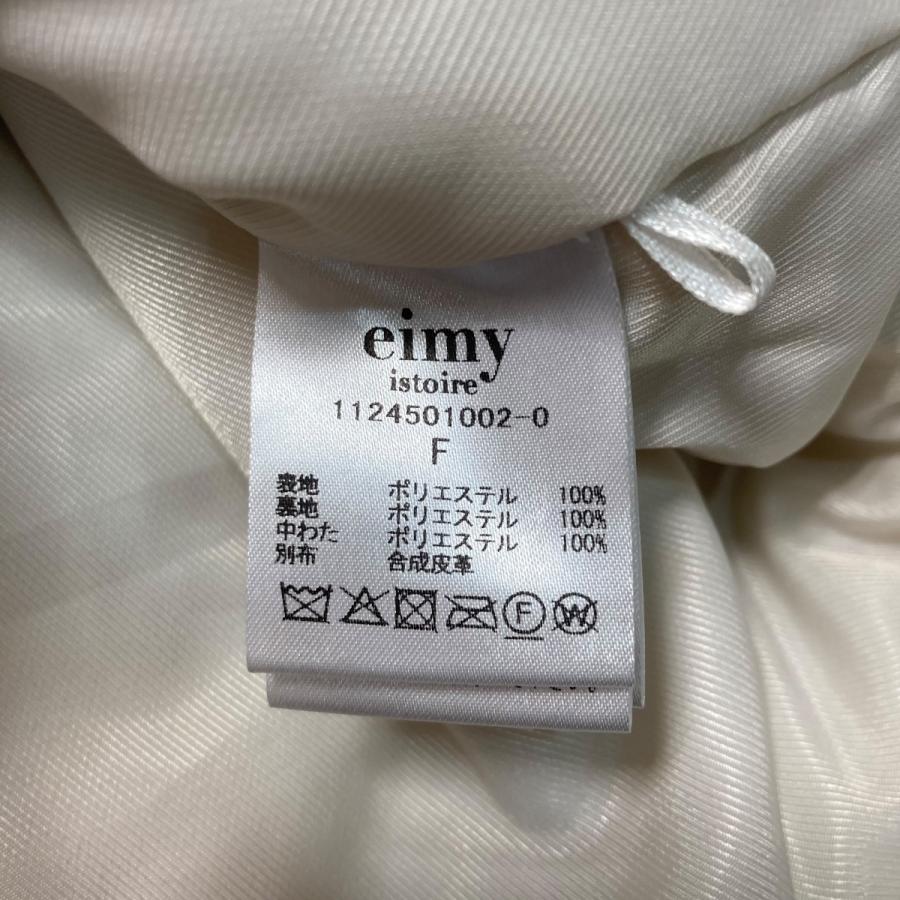 eimy
istoire
1124501002-0
F
表地 ポリエステル 100%
裏地 ポリエステル 100%
中わた ポリエステル 100%
別布 合成皮革
F W